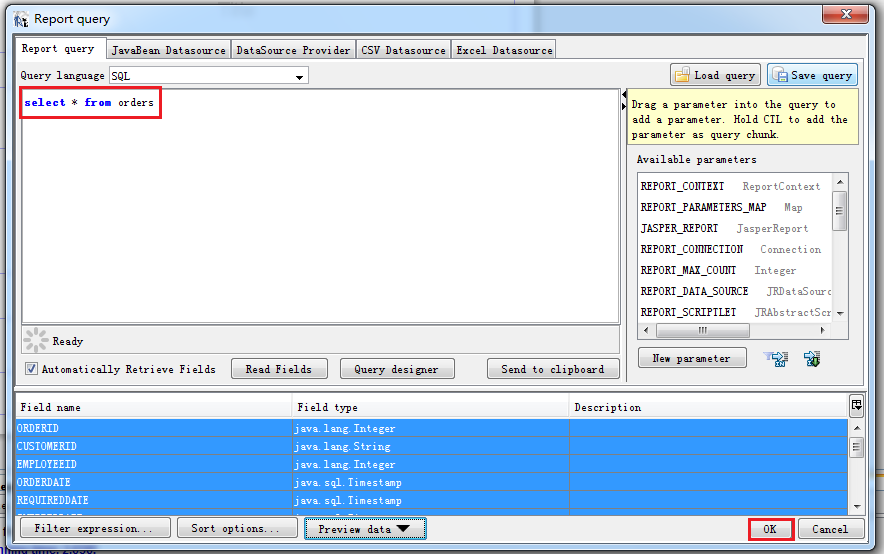 Report query
Report query JavaBean Datasource DataSource Provider CSV Datasource Excel Datasource
Query language SQL
Load query Save query
select * from orders
Drag a parameter into the query to
add a parameter. Hold CTL to add the
parameter as query chunk.
Available parameters
REPORT_CONTEXT ReportContext
REPORT_PARAMETERS_MAP Map
JASPER_REPORT JasperReport
REPORT_CONNECTION Connection
REPORT_MAX_COUNT Integer
REPORT_DATA_SOURCE JRDataSourc
REPORT_SCRIPTLET JRAbstractScr
Ready
New parameter
Automatically Retrieve Fields Read Fields Query designer Send to clipboard
Field name Field type Description
ORDERID java.lang.Integer
CUSTOMERID java.lang.String
EMPLOYEEID java.lang.Integer
ORDERDATE java.sql.Timestamp
REQUIREDDATE java.sql.Timestamp
Filter expression... Sort options... Preview data OK Cancel